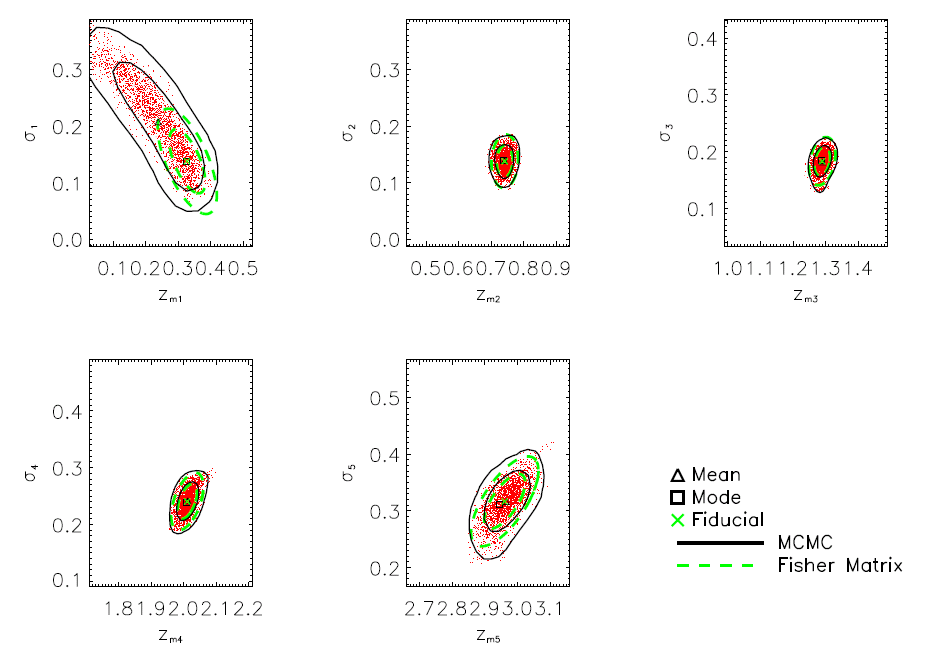 0.3
0.2
0.1
0.0
σ1
0.10.20.30.40.5
zm1
0.3
0.2
0.1
0.0
σ2
0.50.60.70.80.9
zm2
0.4
0.3
0.2
0.1
σ3
1.01.11.21.31.4
zm3
0.4
0.3
0.2
0.1
σ4
1.81.92.02.12.2
zm4
0.5
0.4
0.3
0.2
σ5
2.72.82.93.03.1
zm5
Mean
Mode
Fiducial
MCMC
Fisher Matrix